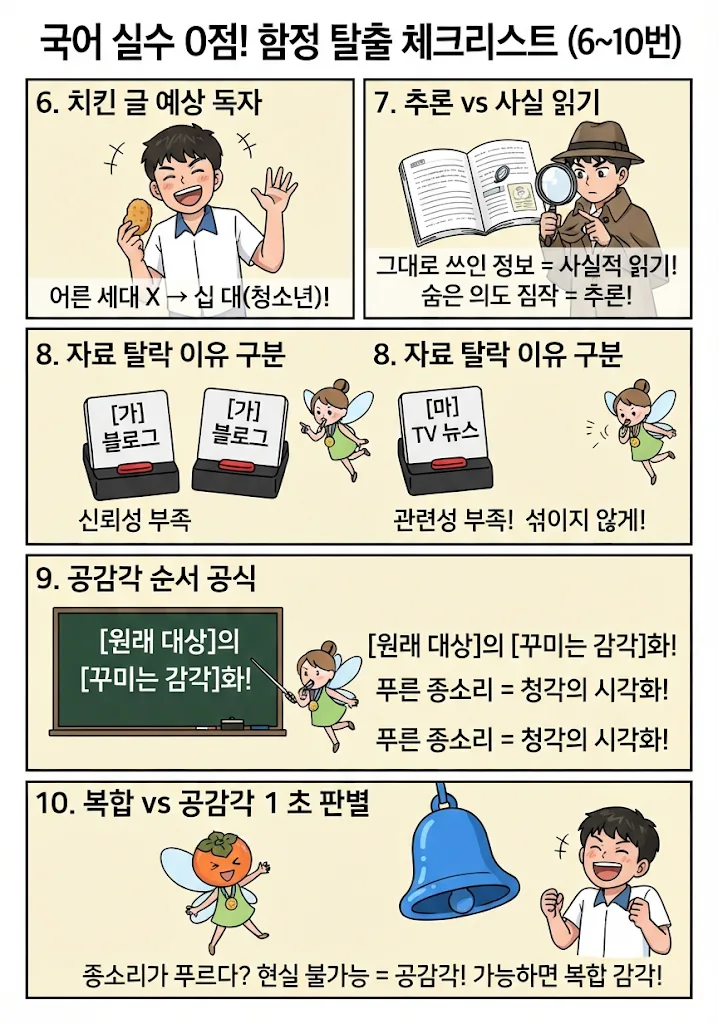 국어 실수 0점! 함정 탈출 체크리스트 (6~10번)
6. 치킨 글 예상 독자
어른 세대 X → 십 대(청소년)!
7. 추론 vs 사실 읽기
그대로 쓰인 정보 = 사실적 읽기!
숨은 의도 짐작 = 추론!
8. 자료 탈락 이유 구분
[가]
블로그
[가]
블로그
신뢰성 부족
8. 자료 탈락 이유 구분
[마]
TV 뉴스
관련성 부족! 섞이지 않게!
9. 공감각 순서 공식
[원래 대상]의
[꾸미는 감각]화!
[원래 대상]의 [꾸미는 감각]화!
푸른 종소리 = 청각의 시각화!
푸른 종소리 = 청각의 시각화!
10. 복합 vs 공감각 1 초 판별
종소리가 푸르다? 현실 불가능 = 공감각! 가능하면 복합 감각!